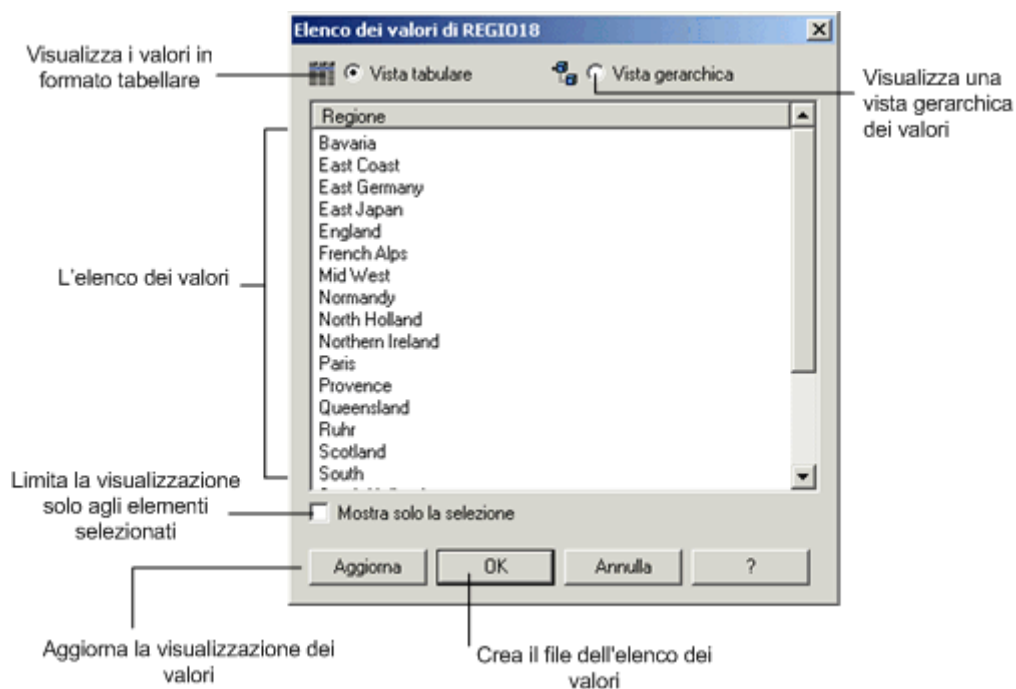 Elenco dei valori di REGIO18
Visualizza i valori in
formato tabellare
Vista tabulare
Vista gerarchica
Visualizza una
vista gerarchica
dei valori
Regione
Bavaria
East Coast
East Germany
East Japan
England
French Alps
Mid West
Normandy
North Holland
Northern Ireland
Paris
Provence
Queensland
Ruhr
Scotland
South
L'elenco dei valori
Limita la visualizzazione
solo agli elementi
selezionati
Mostra solo la selezione
Aggiorna
OK
Annulla
?
Aggiorna la visualizzazione dei
valori
Crea il file dell'elenco dei
valori